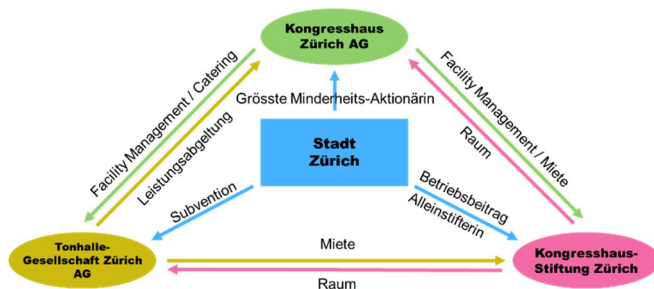 Kongresshaus
Zürich AG
Facility Management / Catering
Leistungsabgeltung
Grösste Minderheits-Aktionärin
Facility Management / Miete
Raum
Stadt
Zürich
Subvention
Betriebsbeitrag
Alleinstifterin
Tonhalle-
Gesellschaft Zürich
AG
Miete
Raum
Kongresshaus-
Stiftung Zürich